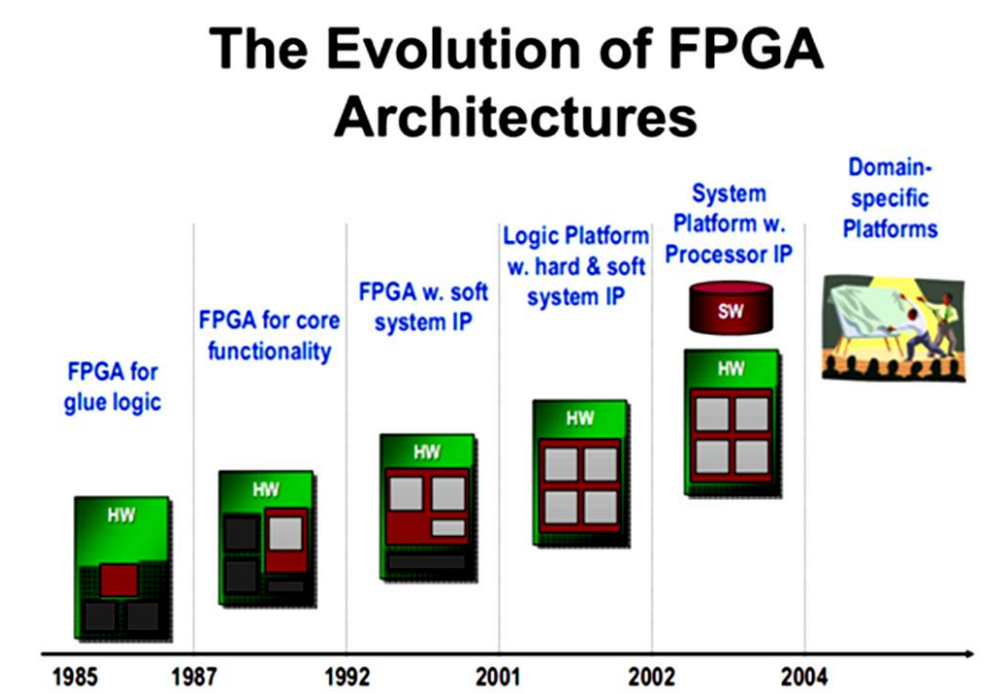 The Evolution of FPGA
Architectures
FPGA for
glue logic
HW
FPGA for core
functionality
HW
FPGA w. soft
system IP
HW
Logic Platform
w. hard & soft
system IP
HW
System
Platform w.
Processor IP
SW
HW
Domain-
specific
Platforms
1985 1987 1992 2001 2002 2004